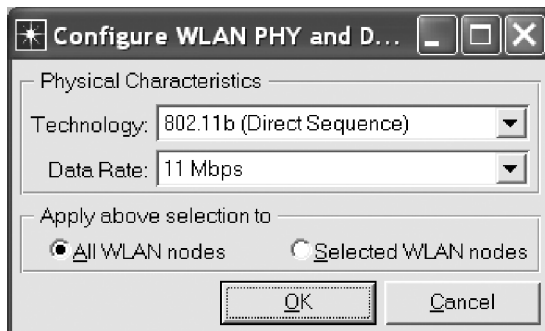 Configure WLAN PHY and D...
Physical Characteristics
Technology: 802.11b (Direct Sequence)
Data Rate: 11 Mbps
Apply above selection to
All WLAN nodes Selected WLAN nodes
OK Cancel